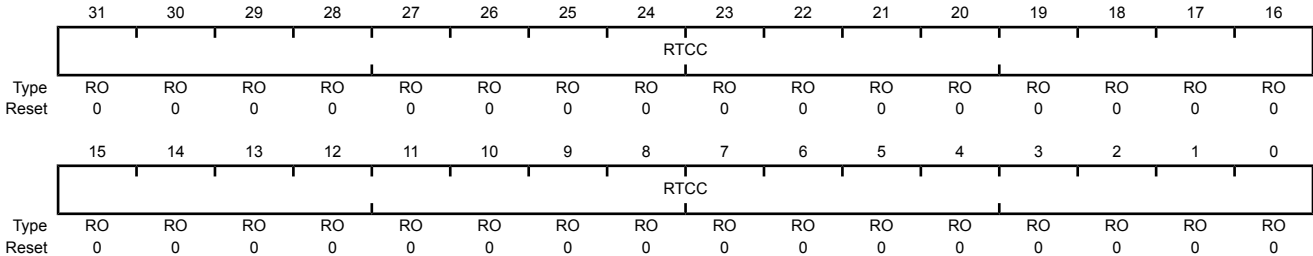 31 30 29 28 27 26 25 24 23 22 21 20 19 18 17 16
RTCC
Type RO RO RO RO RO RO RO RO RO RO RO RO RO RO RO RO
Reset 0 0 0 0 0 0 0 0 0 0 0 0 0 0 0 0
15 14 13 12 11 10 9 8 7 6 5 4 3 2 1 0
RTCC
Type RO RO RO RO RO RO RO RO RO RO RO RO RO RO RO RO
Reset 0 0 0 0 0 0 0 0 0 0 0 0 0 0 0 0